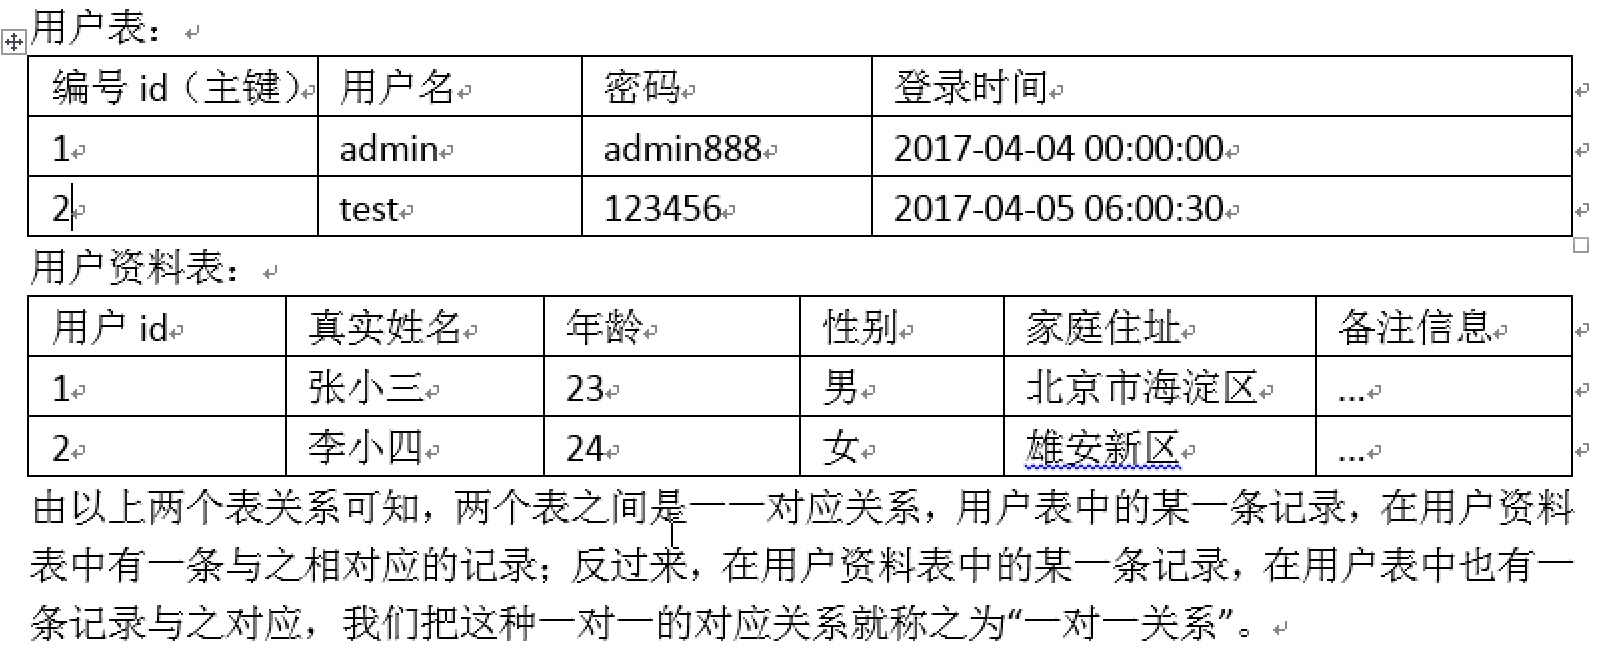 用户表：
编号 id（主键） 用户名 密码 登录时间
1 admin admin888 2017-04-04 00:00:00
2 test 123456 2017-04-05 06:00:30
用户资料表：
用户 id 真实姓名 年龄 性别 家庭住址 备注信息
1 张小三 23 男 北京市海淀区 ...
2 李小四 24 女 雄安新区 ...
由以上两个表关系可知，两个表之间是一一对应关系，用户表中的某一条记录，在用户资料
表中有一条与之相对应的记录；反过来，在用户资料表中的某一条记录，在用户表中也有一
条记录与之对应，我们把这种一对一的对应关系就称之为“一对一关系”。